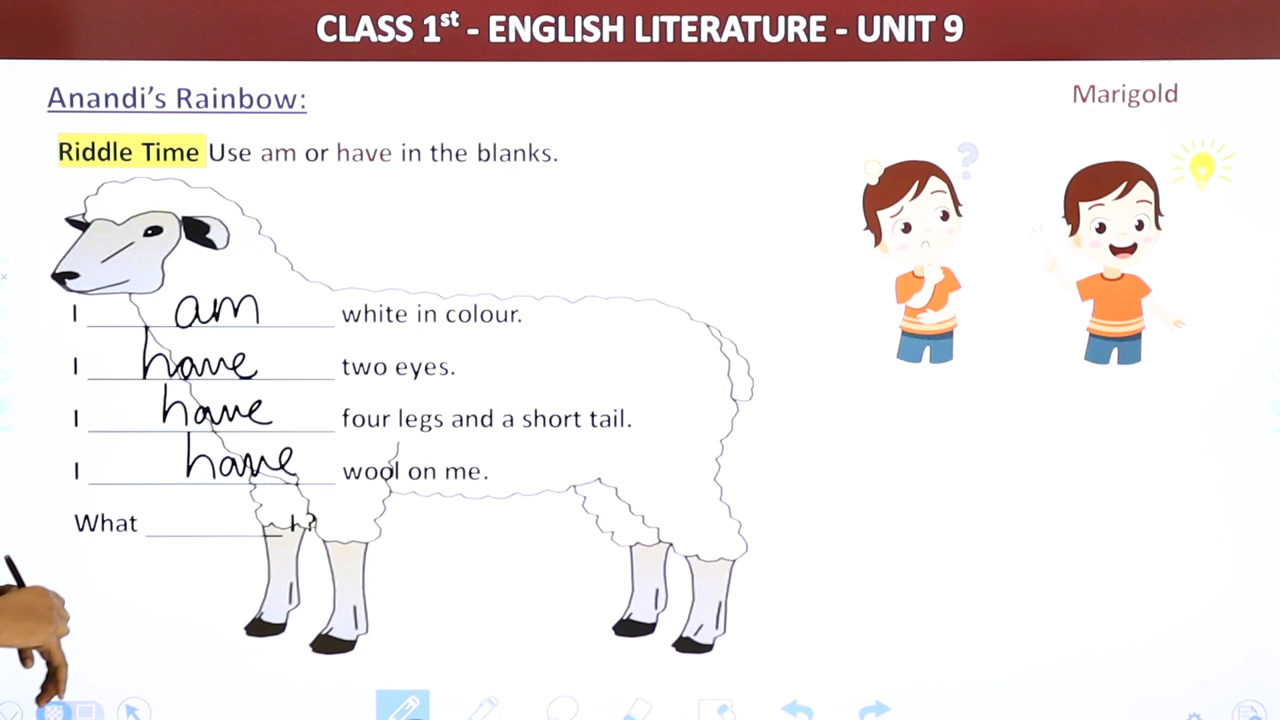 CLASS 1st - ENGLISH LITERATURE - UNIT 9
Anandi's Rainbow:
Marigold
Riddle Time Use am or have in the blanks.
?
I am white in colour.
I have two eyes.
I have four legs and a short tail.
I have wool on me.
What ________ I?